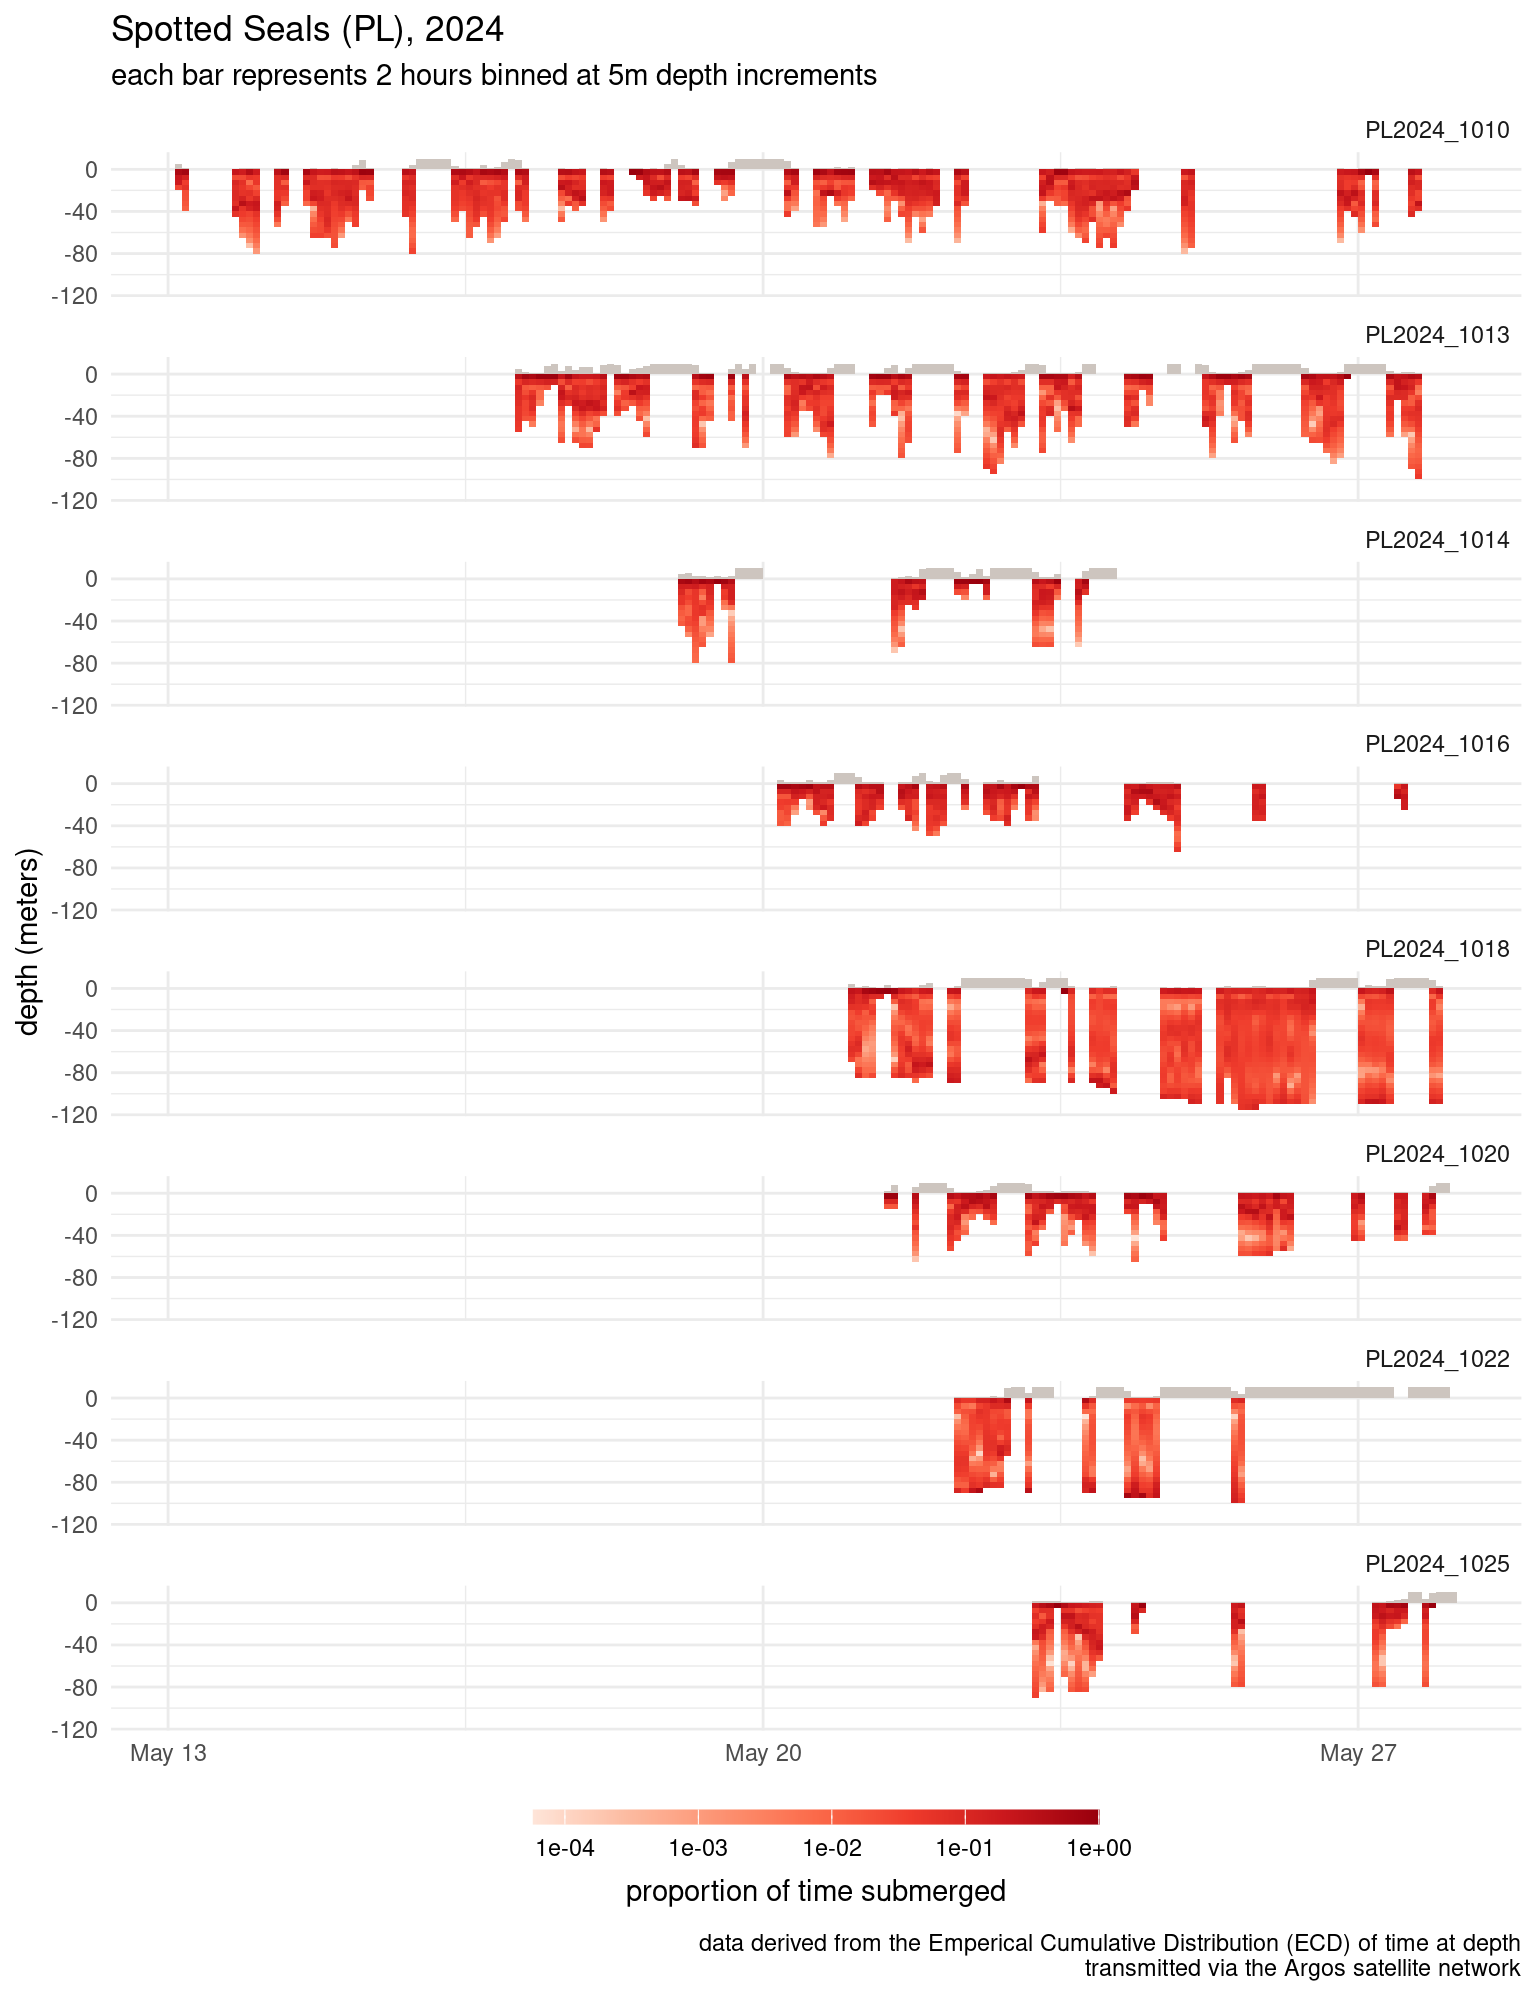 Spotted Seals (PL), 2024
each bar represents 2 hours binned at 5m depth increments
PL2024_1010
0
-40
-80
-120
PL2024_1013
0
-40
-80
-120
PL2024_1014
0
-40
-80
-120
PL2024_1016
0
-40
-80
-120
depth (meters)
PL2024_1018
0
-40
-80
-120
PL2024_1020
0
-40
-80
-120
PL2024_1022
0
-40
-80
-120
PL2024_1025
0
-40
-80
-120
May 13 May 20 May 27
1e-04 1e-03 1e-02 1e-01 1e+00
proportion of time submerged
data derived from the Emperical Cumulative Distribution (ECD) of time at depth
transmitted via the Argos satellite network